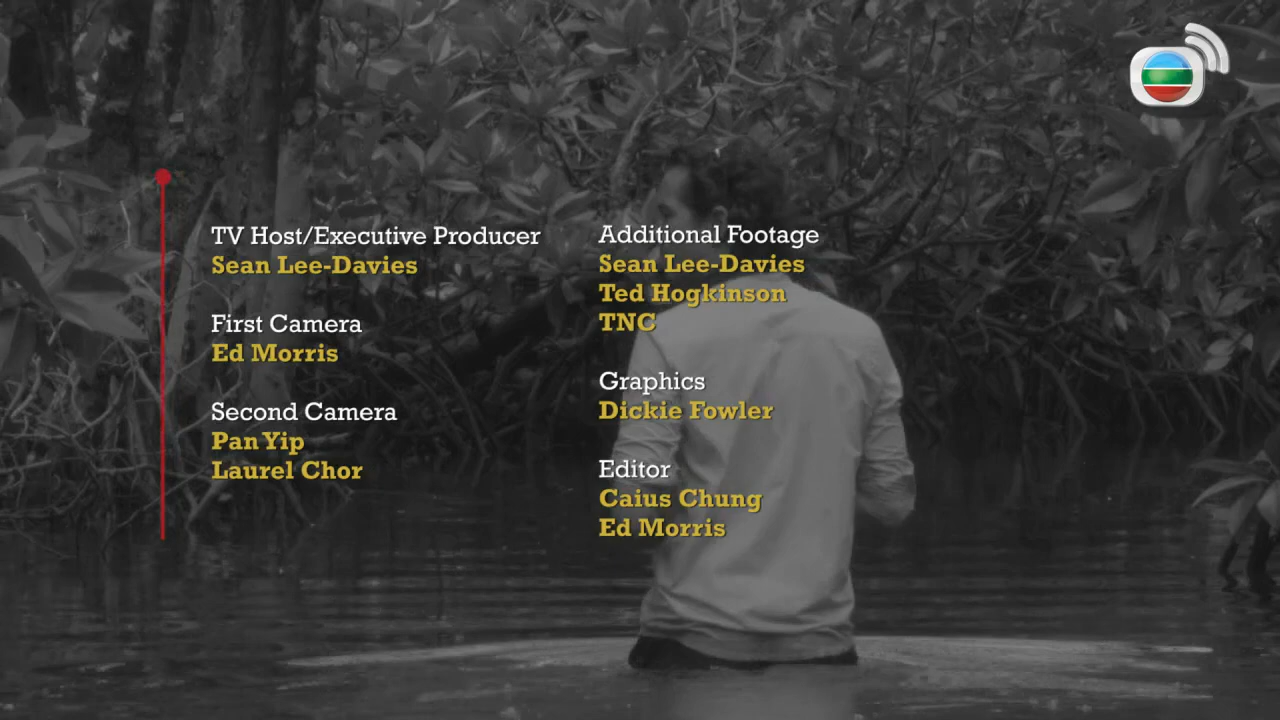 TV Host/Executive Producer
Sean Lee-Davies
First Camera
Ed Morris
Second Camera
Pan Yip
Laurel Chor
Additional Footage
Sean Lee-Davies
Ted Hogkinson
TNC
Graphics
Dickie Fowler
Editor
Caius Chung
Ed Morris